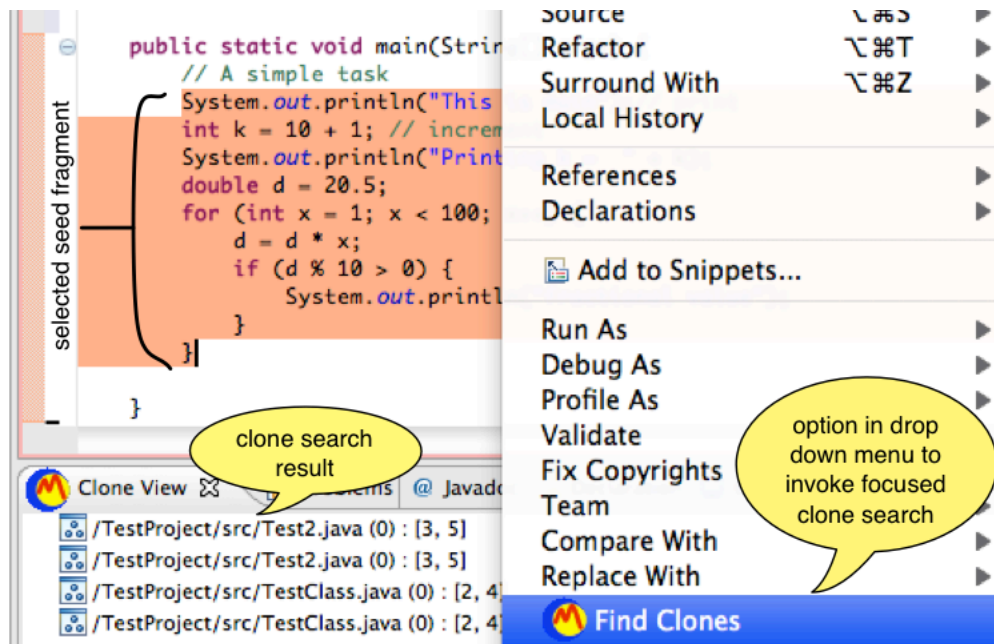 public static void main(Strin
// A simple task
System.out.println("This
int k = 10 + 1; // increm
System.out.println("Print
double d = 20.5;
for (int x = 1; x < 100;
d = d * x;
if (d % 10 > 0) {
System.out.printl
}
}
}
selected seed fragment
clone search
result
Clone View
@ Javado
/TestProject/src/Test2.java (0) : [3, 5]
/TestProject/src/Test2.java (0) : [3, 5]
/TestProject/src/TestClass.java (0) : [2, 4]
/TestProject/src/TestClass.java (0) : [2, 4
Source ⌥⌘S
Refactor ⌥⌘T
Surround With ⌥⌘Z
Local History
References
Declarations
Add to Snippets...
Run As
Debug As
Profile As
Validate
Fix Copyrights
Team
Compare With
Replace With
Find Clones
option in drop
down menu to
invoke focused
clone search